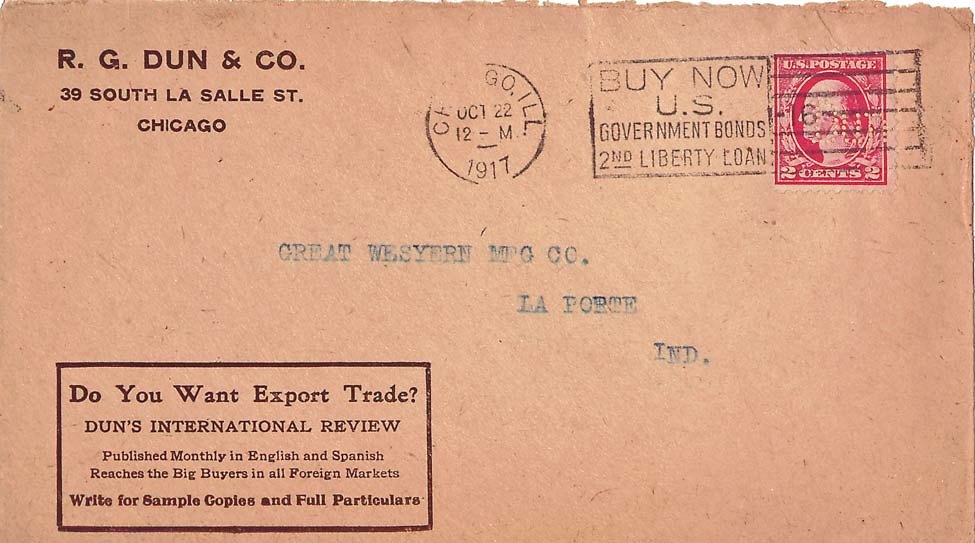 R. G. DUN & CO.
39 SOUTH LA SALLE ST.
CHICAGO
CHICAGO, ILL
OCT 22
12 – M
1917
BUY NOW
U.S.
GOVERNMENT BONDS
2ND LIBERTY LOAN
U.S. POSTAGE
6
2 CENTS 2
GREAT WESYERN MFG CO.
LA PORTE
IND.
Do You Want Export Trade?
DUN'S INTERNATIONAL REVIEW
Published Monthly in English and Spanish
Reaches the Big Buyers in all Foreign Markets
Write for Sample Copies and Full Particulars